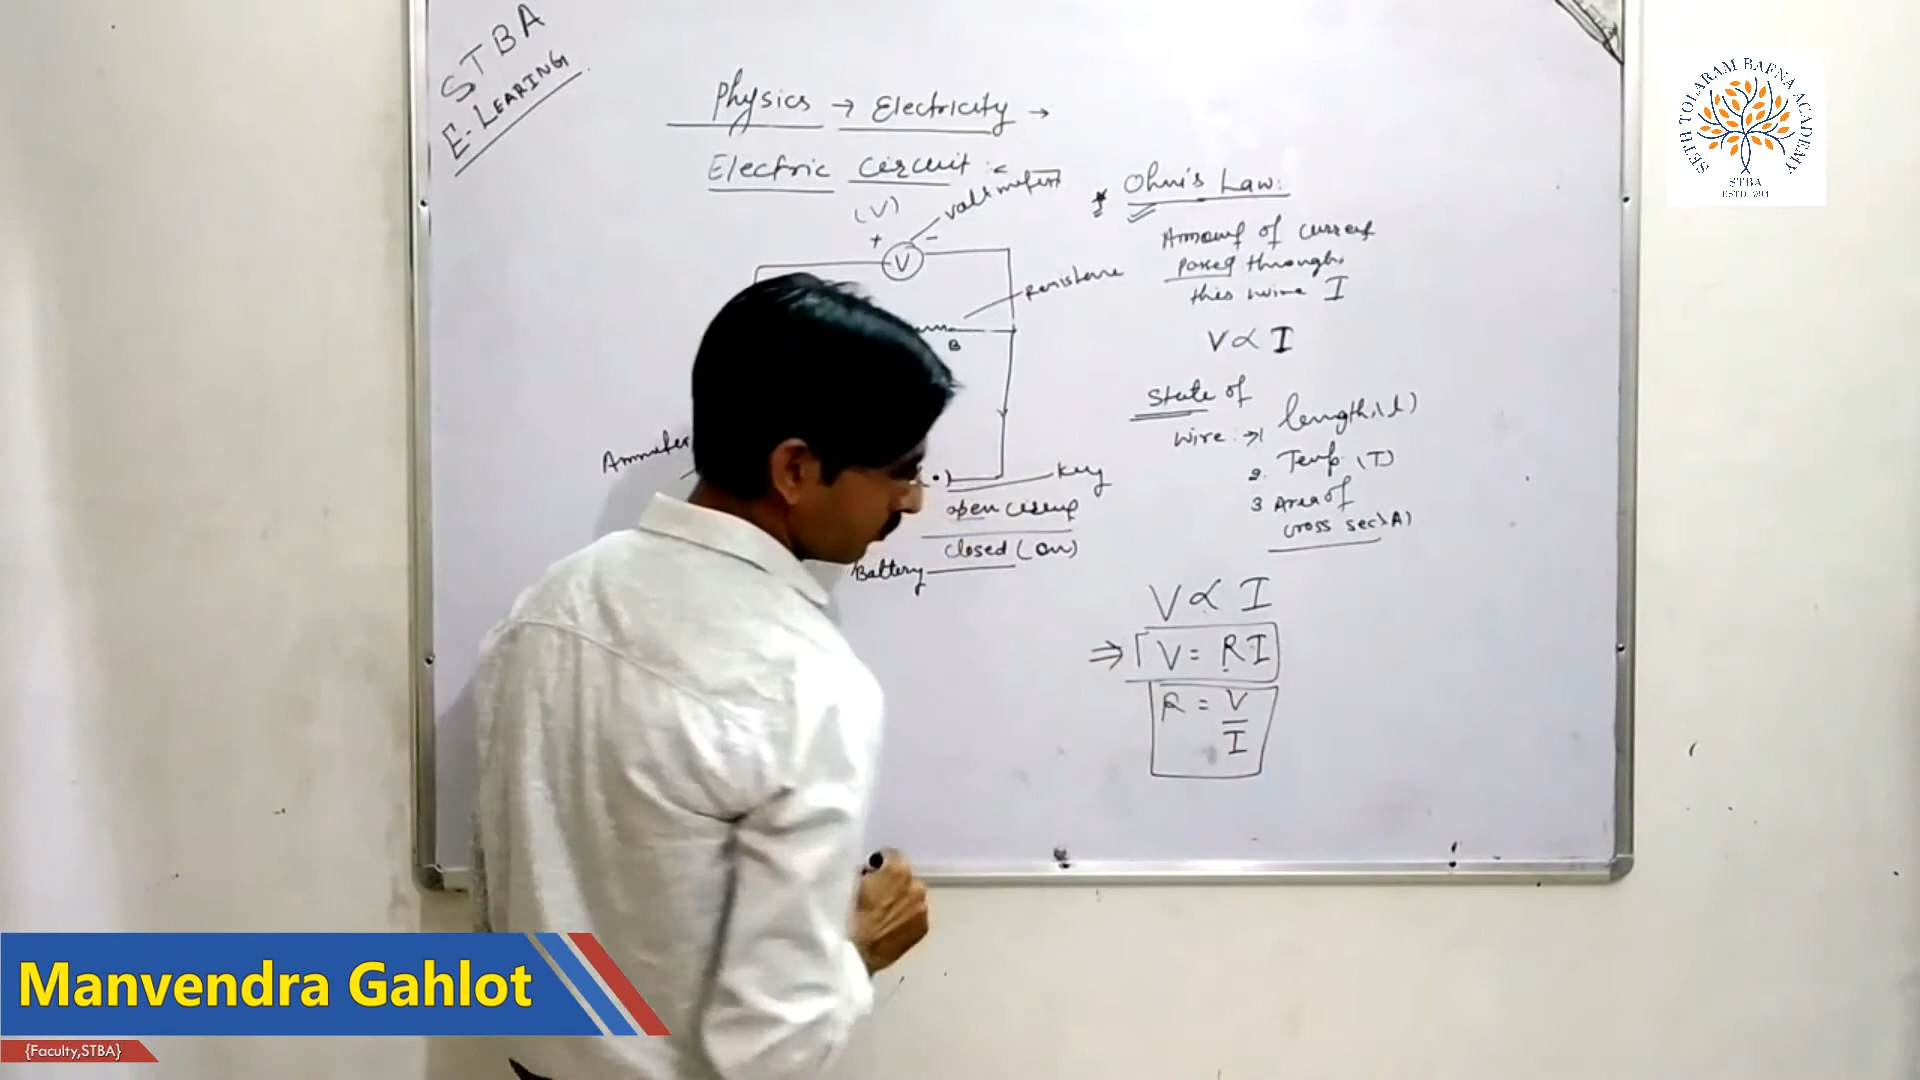 STBA
E-LEARING
Physics → Electricity →
Electric circuit :-
(V)
+ -
V
Resistance
B
Ammeter
(•)
Key
open
closed (on)
Battery
* Ohm's Law:
Amount of current
passed through
this wire I
V ∝ I
State of
wire :→ 1 length (l)
2. Temp (T)
3 Area of
cross sec(A)
V ∝ I
⇒ V = RI
R = V
I
SETH TOLARAM BAFNA ACADEMY
STBA
Manvendra Gahlot
{Faculty,STBA}